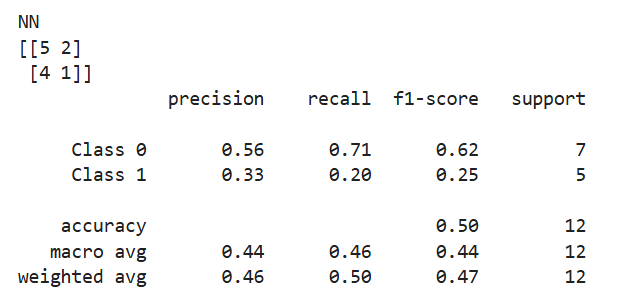 NN
[[5 2]
 [4 1]]
              precision    recall  f1-score   support

     Class 0       0.56      0.71      0.62         7
     Class 1       0.33      0.20      0.25         5

    accuracy                           0.50        12
   macro avg       0.44      0.46      0.44        12
weighted avg       0.46      0.50      0.47        12